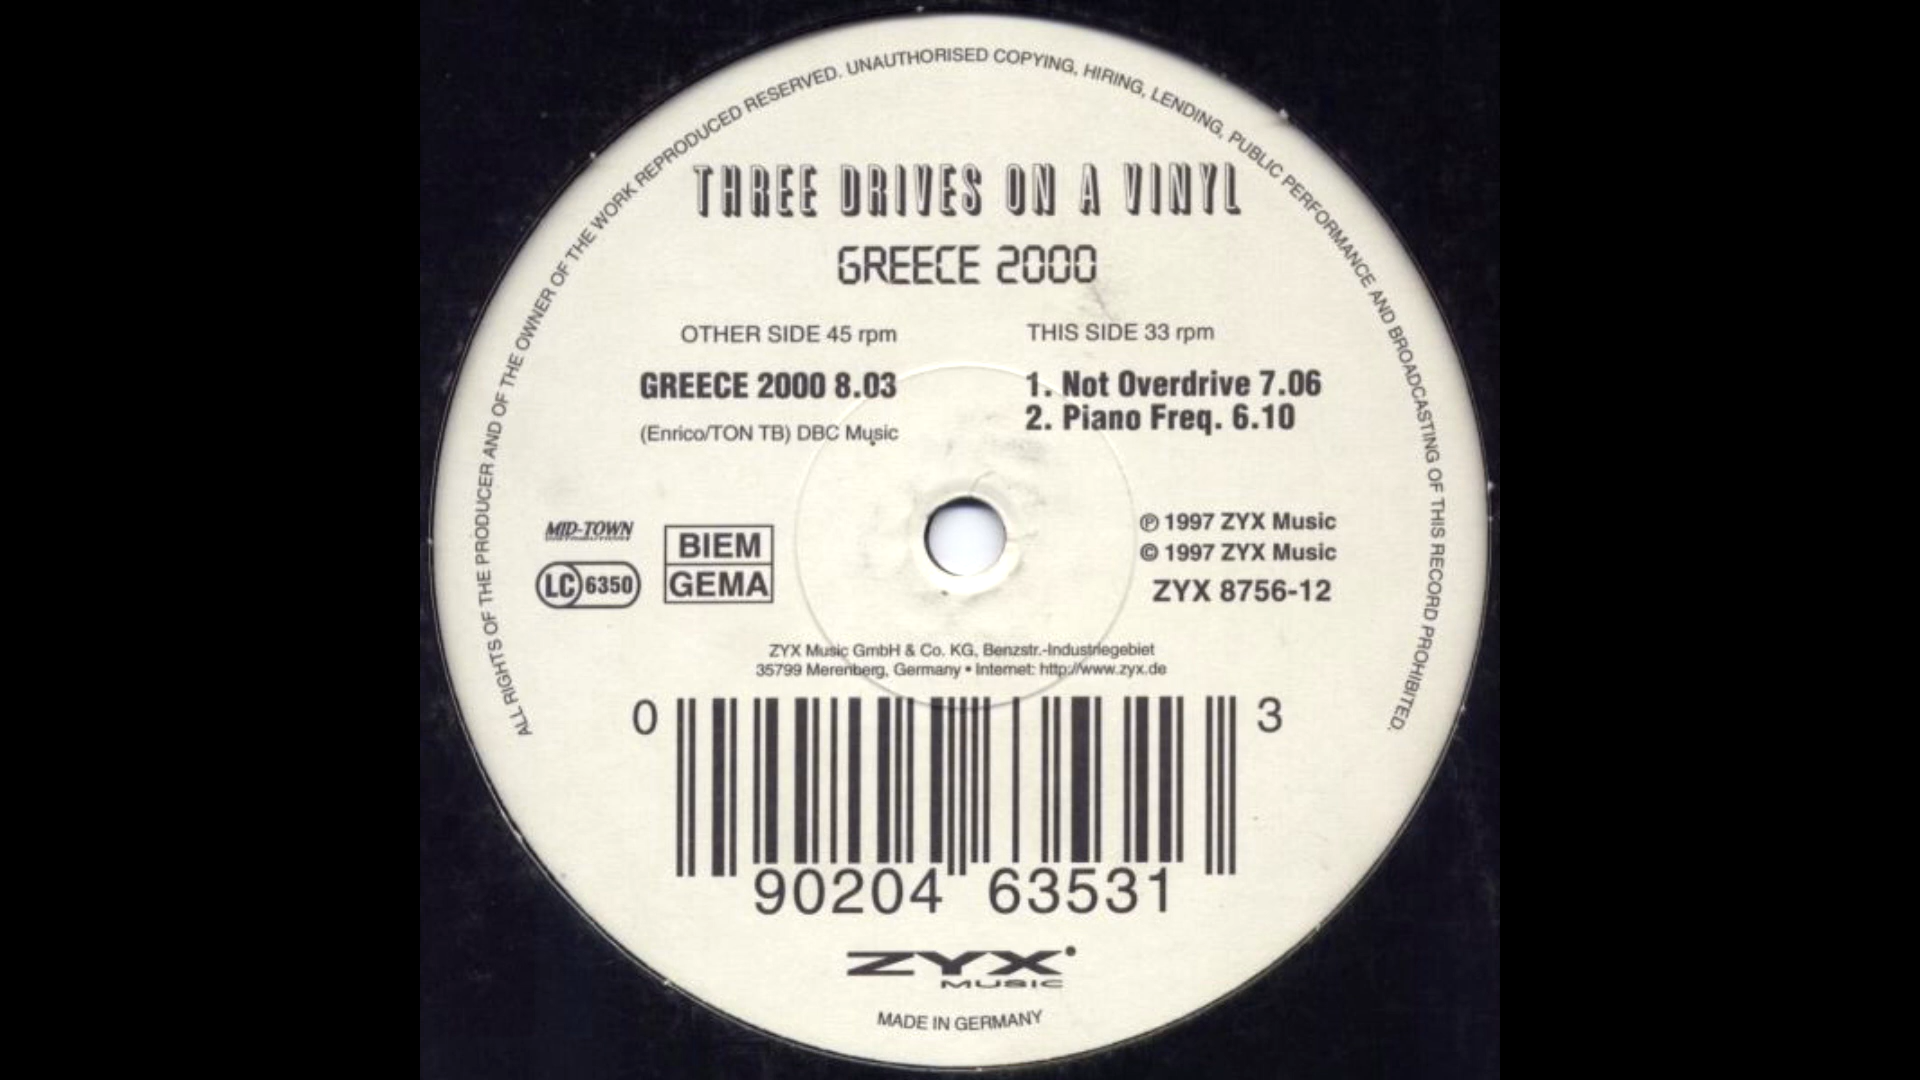 ALL RIGHTS OF THE PRODUCER AND OF THE OWNER OF THE WORK REPRODUCED RESERVED. UNAUTHORISED COPYING, HIRING, LENDING, PUBLIC PERFORMANCE AND BROADCASTING OF THIS RECORD PROHIBITED.
THREE DRIVES ON A VINYL
GREECE 2000
OTHER SIDE 45 rpm
GREECE 2000 8.03
(Enrico/TON TB) DBC Music
THIS SIDE 33 rpm
1. Not Overdrive 7.06
2. Piano Freq. 6.10
MID-TOWN
LC 6350
BIEM
GEMA
℗ 1997 ZYX Music
© 1997 ZYX Music
ZYX 8756-12
ZYX Music GmbH & Co. KG, Benzstr.-Industriegebiet
35799 Merenberg, Germany • Internet: http://www.zyx.de
0 90204 63531 3
ZYX
MUSIC
MADE IN GERMANY